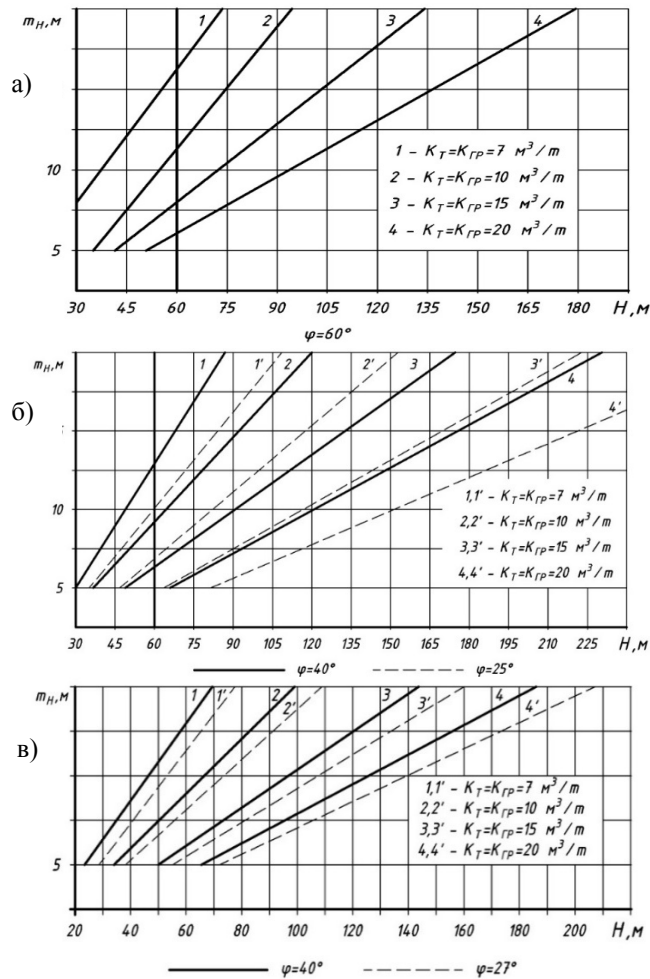 а)
m_H, м
1
2
3
4
10
5
1 – K_T=K_ГР=7 м³/т
2 – K_T=K_ГР=10 м³/т
3 – K_T=K_ГР=15 м³/т
4 – K_T=K_ГР=20 м³/т
30 45 60 75 90 105 120 135 150 165 180 H, м
φ=60°
б)
m_H, м
1
1'
2
2'
3
3'
4
4'
10
5
1,1' – K_T=K_ГР=7 м³/т
2,2' – K_T=K_ГР=10 м³/т
3,3' – K_T=K_ГР=15 м³/т
4,4' – K_T=K_ГР=20 м³/т
30 45 60 75 90 105 120 135 150 165 180 195 210 225 H, м
φ=40° φ=25°
в)
m_H, м
1
1'
2
2'
3
3'
4
4'
5
1,1' – K_T=K_ГР=7 м³/т
2,2' – K_T=K_ГР=10 м³/т
3,3' – K_T=K_ГР=15 м³/т
4,4' – K_T=K_ГР=20 м³/т
20 40 60 80 100 120 140 160 180 200 H, м
φ=40° φ=27°